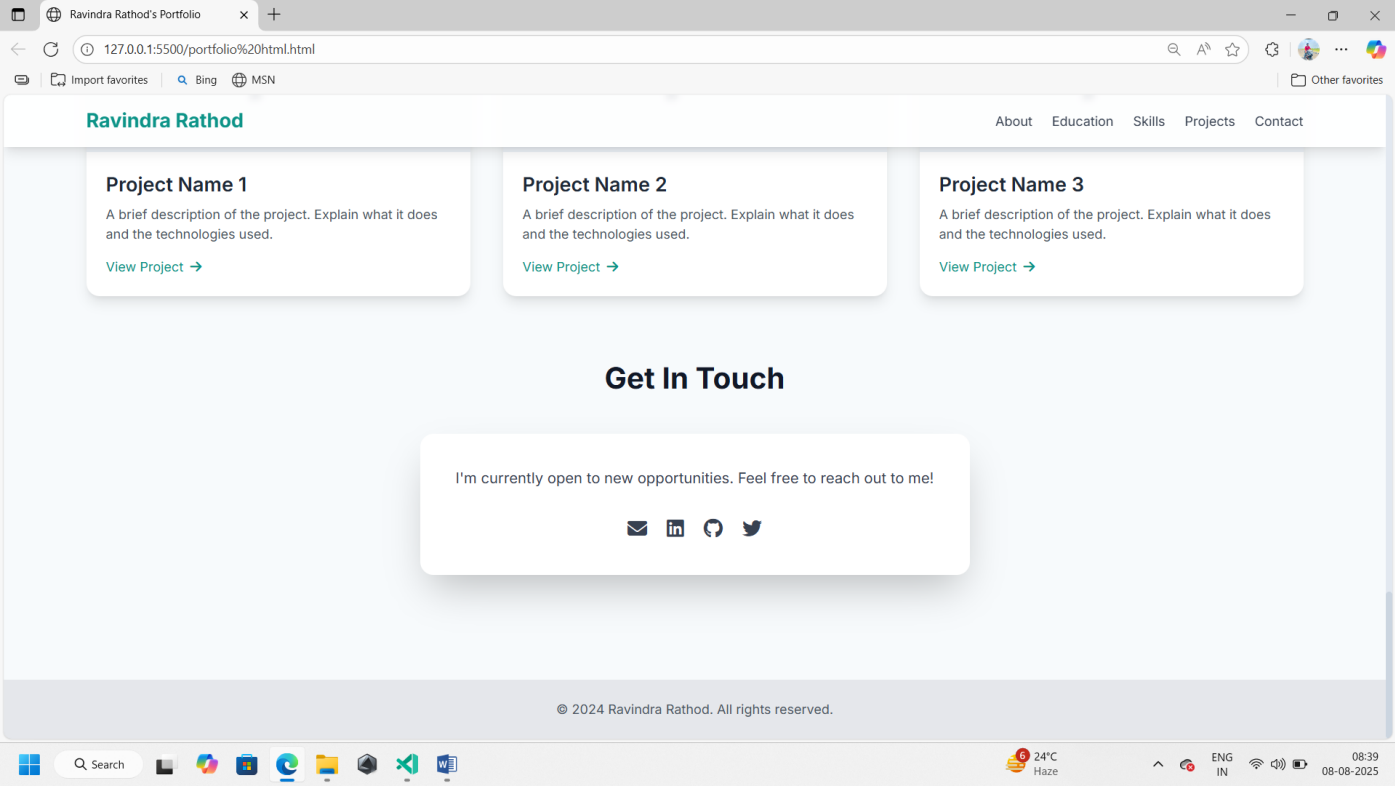 Ravindra Rathod's Portfolio
127.0.0.1:5500/portfolio%20html.html
Import favorites
Bing
MSN
Other favorites
Ravindra Rathod
About
Education
Skills
Projects
Contact
Project Name 1
A brief description of the project. Explain what it does
and the technologies used.
View Project →
Project Name 2
A brief description of the project. Explain what it does
and the technologies used.
View Project →
Project Name 3
A brief description of the project. Explain what it does
and the technologies used.
View Project →
Get In Touch
I'm currently open to new opportunities. Feel free to reach out to me!
© 2024 Ravindra Rathod. All rights reserved.
Search
6
24°C
Haze
ENG
IN
08:39
08-08-2025